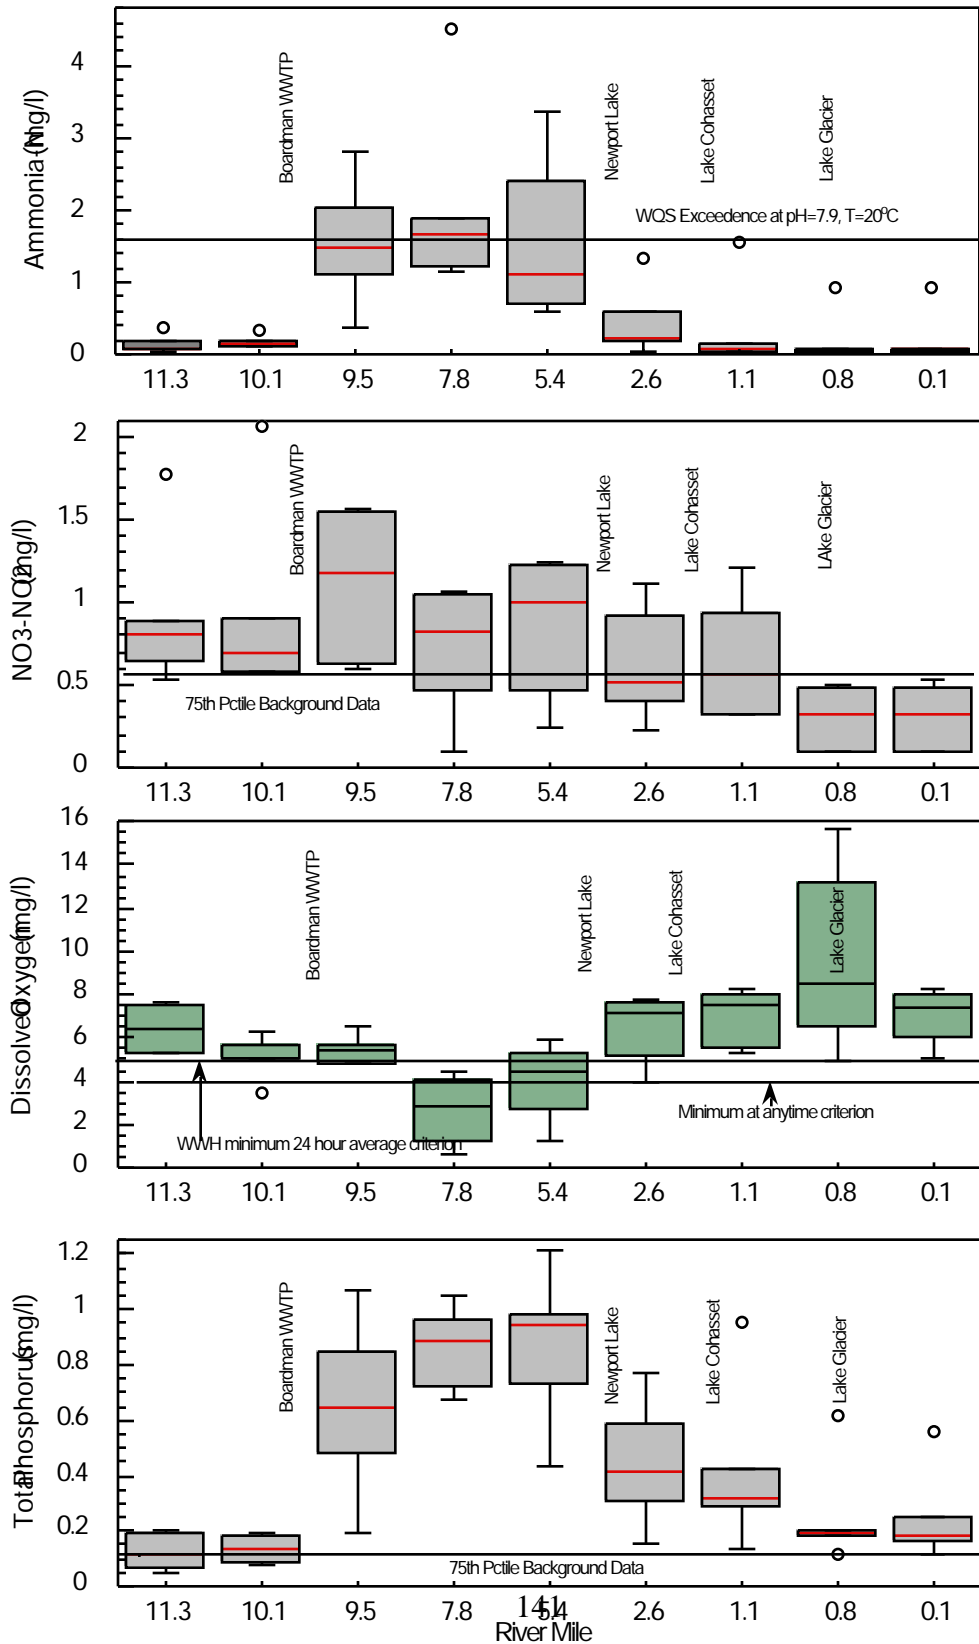 Ammonia-N (mg/l)
4
3
2
1
0
Boardman WWTP
Newport Lake
Lake Cohasset
Lake Glacier
WQS Exceedence at pH=7.9, T=20°C
11.3 10.1 9.5 7.8 5.4 2.6 1.1 0.8 0.1
NO3-NO2 (mg/l)
2
1.5
1
0.5
0
Boardman WWTP
Newport Lake
Lake Cohasset
LAke Glacier
75th Pctile Background Data
11.3 10.1 9.5 7.8 5.4 2.6 1.1 0.8 0.1
Dissolved Oxygen (mg/l)
16
14
12
10
8
6
4
2
0
Boardman WWTP
Newport Lake
Lake Cohasset
Lake Glacier
Minimum at anytime criterion
WWH minimum 24 hour average criterion
11.3 10.1 9.5 7.8 5.4 2.6 1.1 0.8 0.1
Total Phosphorus (mg/l)
1.2
1
0.8
0.6
0.4
0.2
0
Boardman WWTP
Newport Lake
Lake Cohasset
Lake Glacier
75th Pctile Background Data
11.3 10.1 9.5 7.8 5.4 2.6 1.1 0.8 0.1
141
River Mile